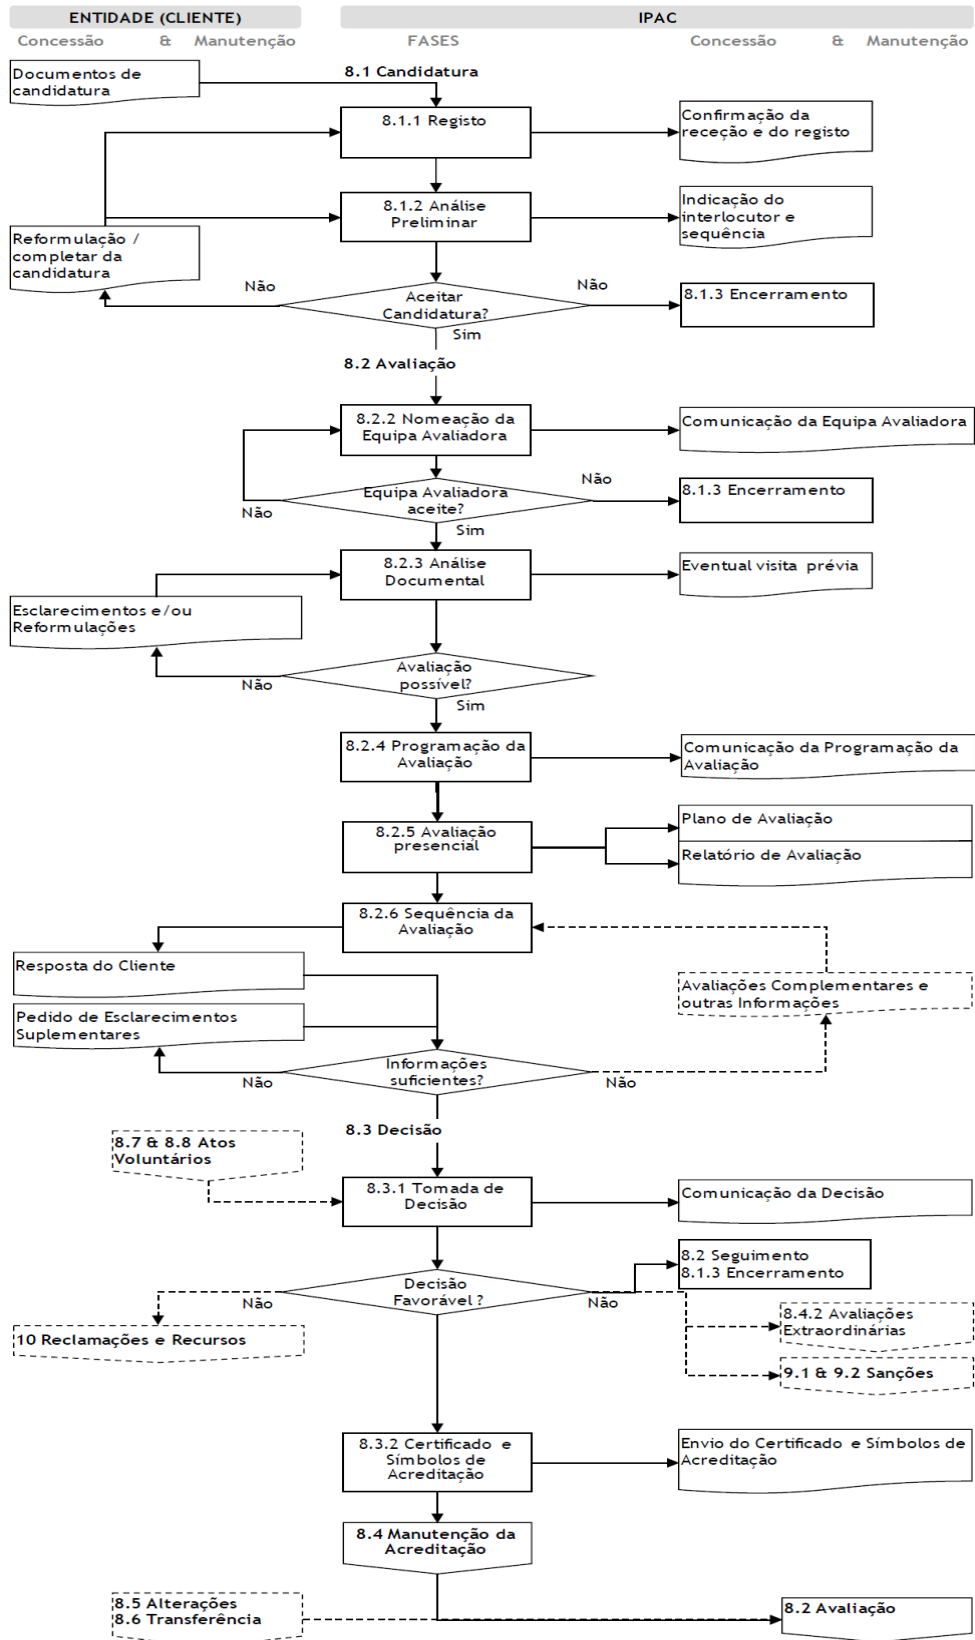 ENTIDADE (CLIENTE)
IPAC
Concessão & Manutenção
FASES
Concessão & Manutenção
Documentos de
candidatura
8.1 Candidatura
8.1.1 Registo
Confirmação da
receção e do registo
8.1.2 Análise
Preliminar
Indicação do
interlocutor e
sequência
Reformulação /
completar da
candidatura
Não
Aceitar
Candidatura?
Não
8.1.3 Encerramento
Sim
8.2 Avaliação
8.2.2 Nomeação da
Equipa Avaliadora
Comunicação da Equipa Avaliadora
Equipa Avaliadora
aceite?
Não
Não
8.1.3 Encerramento
Sim
8.2.3 Análise
Documental
Eventual visita prévia
Esclarecimentos e/ou
Reformulações
Avaliação
possível?
Não
Sim
8.2.4 Programação da
Avaliação
Comunicação da Programação da
Avaliação
8.2.5 Avaliação
presencial
Plano de Avaliação
Relatório de Avaliação
8.2.6 Sequência da
Avaliação
Resposta do Cliente
Avaliações Complementares e
outras Informações
Pedido de Esclarecimentos
Suplementares
Informações
suficientes?
Não
Não
8.3 Decisão
8.7 & 8.8 Atos
Voluntários
8.3.1 Tomada de
Decisão
Comunicação da Decisão
8.2 Seguimento
8.1.3 Encerramento
Decisão
Favorável ?
Não
Não
8.4.2 Avaliações
Extraordinárias
10 Reclamações e Recursos
9.1 & 9.2 Sanções
8.3.2 Certificado e
Símbolos de
Acreditação
Envio do Certificado e Símbolos de
Acreditação
8.4 Manutenção da
Acreditação
8.5 Alterações
8.6 Transferência
8.2 Avaliação